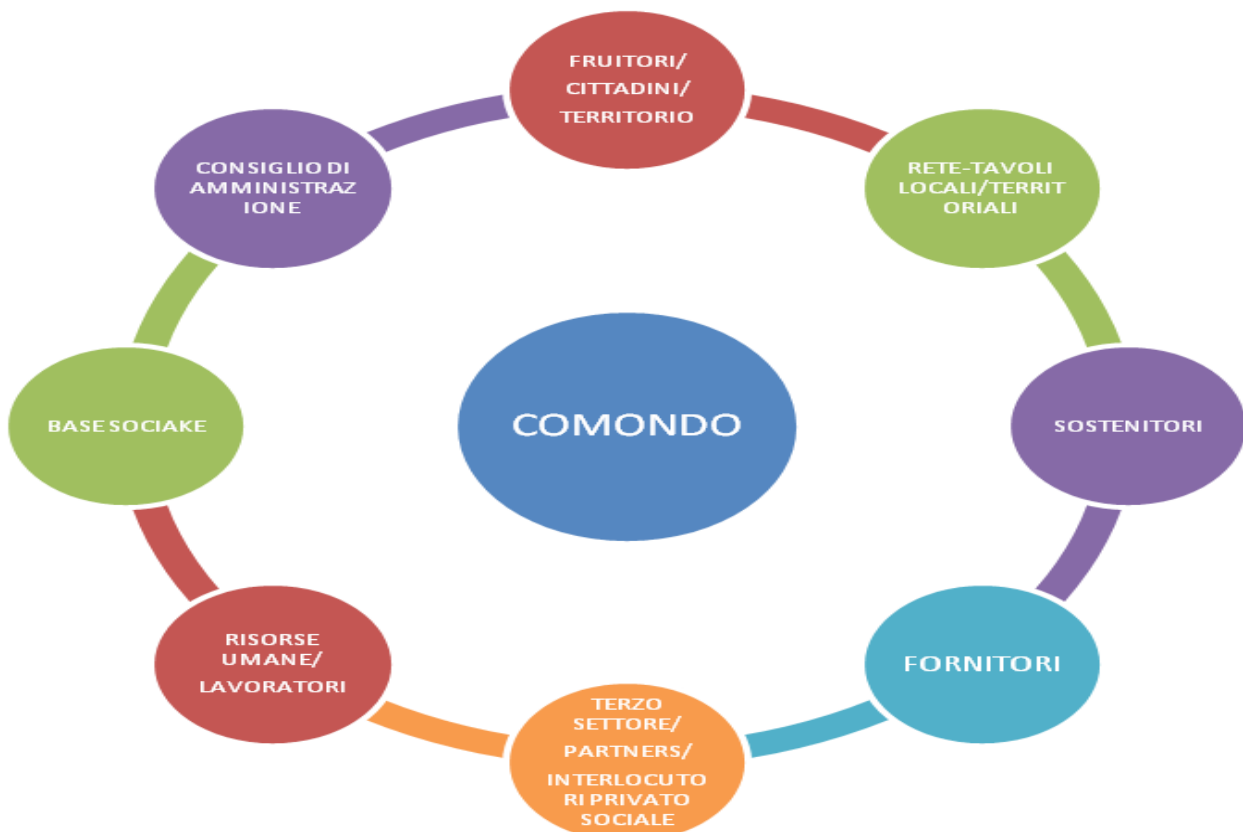 FRUITORI/
CITTADINI/
TERRITORIO
RETE-TAVOLI
LOCALI/TERRIT
ORIALI
SOSTENITORI
FORNITORI
TERZO
SETTORE/
PARTNERS/
INTERLOCUTO
RI PRIVATO
SOCIALE
RISORSE
UMANE/
LAVORATORI
BASE SOCIAKE
CONSIGLIO DI
AMMINISTRAZ
IONE
COMONDO